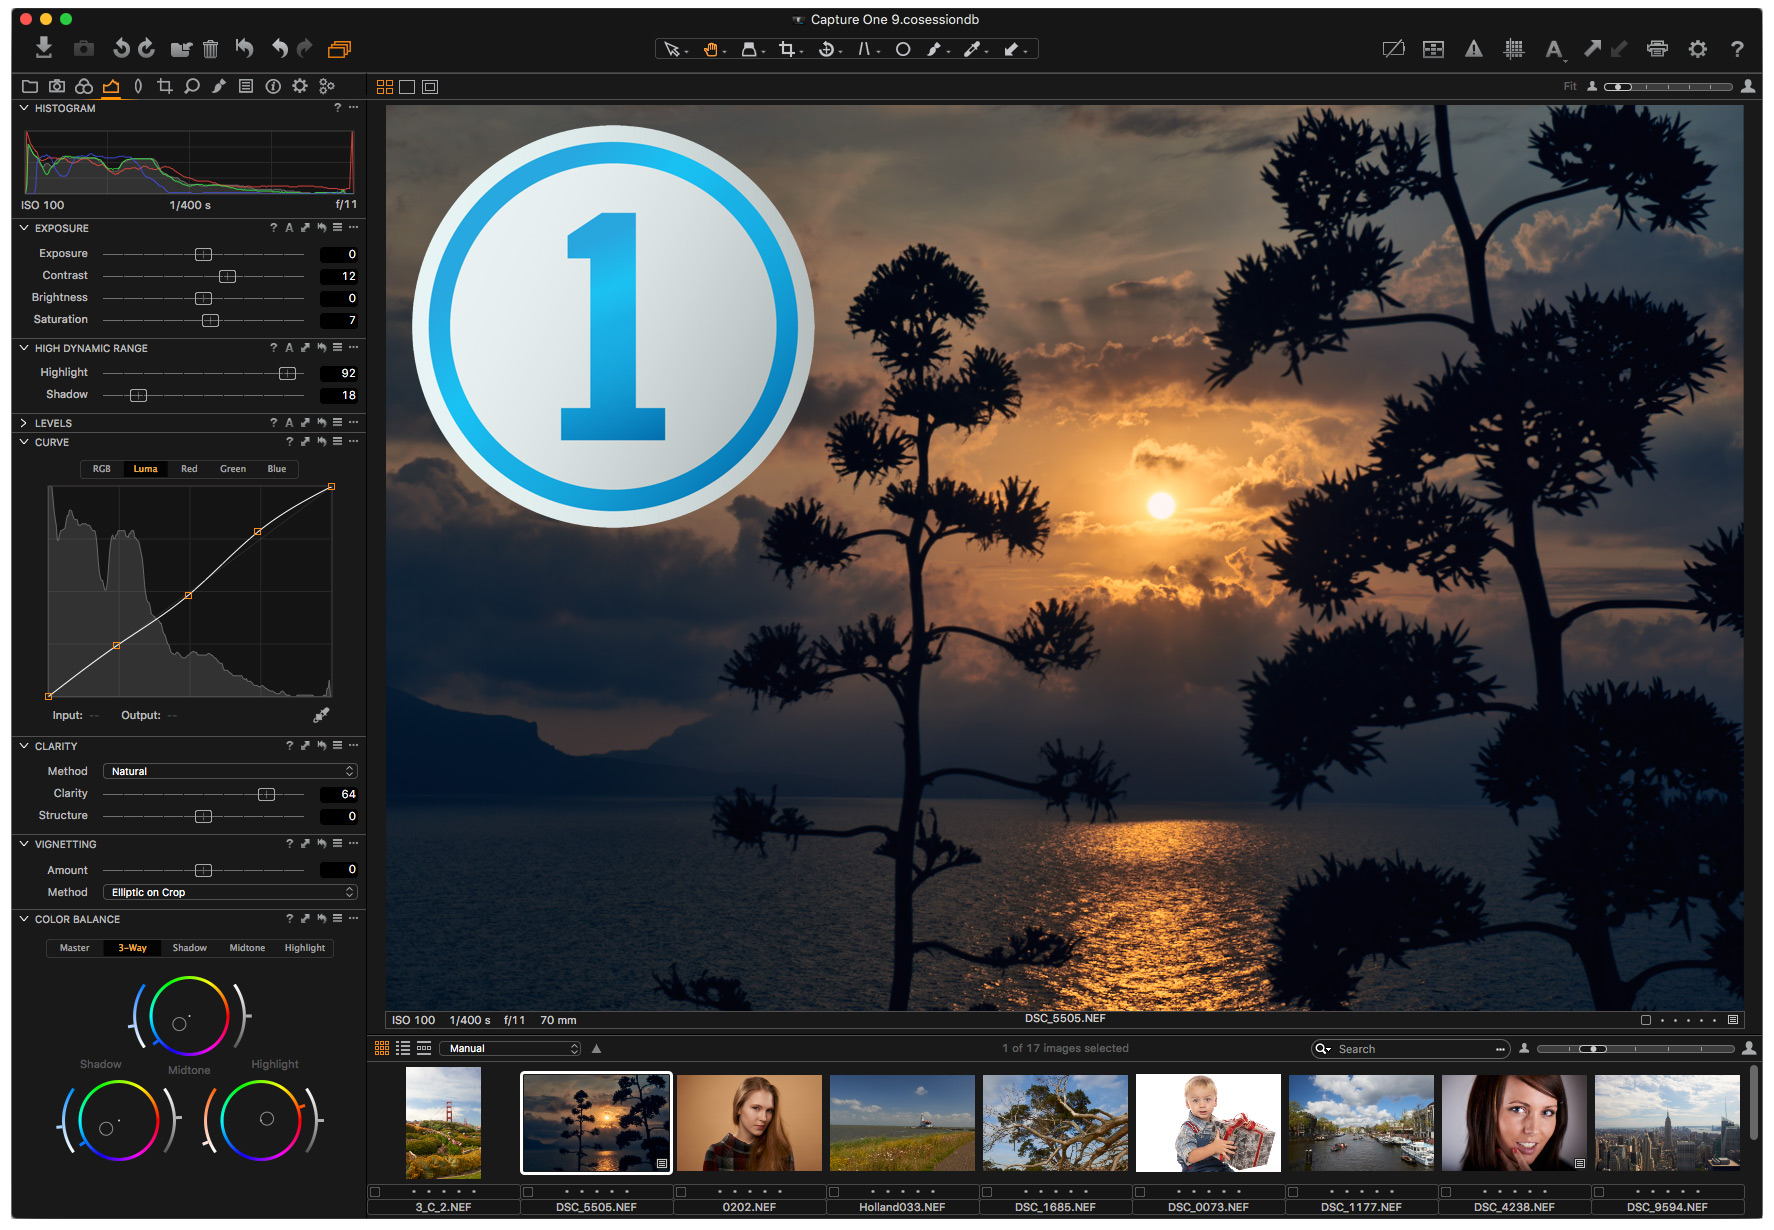 Capture One 9.cosessiondb
Fit
HISTOGRAM
ISO 100 1/400 s f/11
EXPOSURE
Exposure 0
Contrast 12
Brightness 0
Saturation 7
HIGH DYNAMIC RANGE
Highlight 92
Shadow 18
LEVELS
CURVE
RGB Luma Red Green Blue
Input: -- Output: --
CLARITY
Method Natural
Clarity 64
Structure 0
VIGNETTING
Amount 0
Method Elliptic on Crop
COLOR BALANCE
Master 3-Way Shadow Midtone Highlight
Shadow Midtone Highlight
1
ISO 100 1/400 s f/11 70 mm DSC_5505.NEF
Manual 1 of 17 images selected Search
3_C_2.NEF DSC_5505.NEF 0202.NEF Holland033.NEF DSC_1685.NEF DSC_0073.NEF DSC_1177.NEF DSC_4238.NEF DSC_9594.NEF